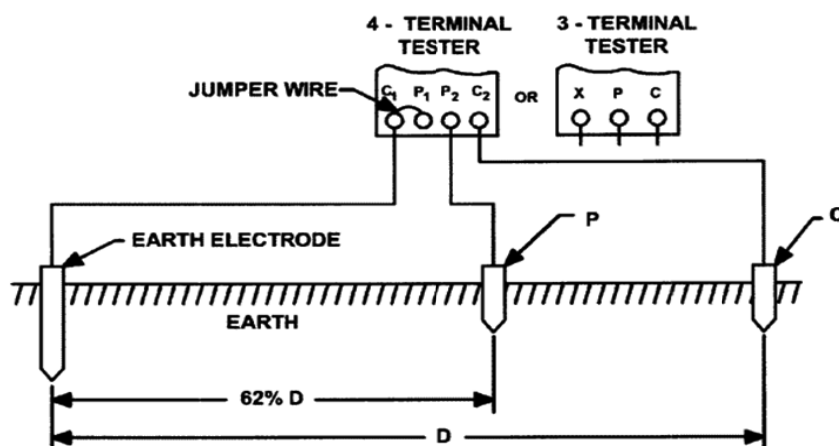 4 - TERMINAL TESTER
3 - TERMINAL TESTER
JUMPER WIRE
C₁ P₁ P₂ C₂
OR
X P C
EARTH ELECTRODE
P
EARTH
62% D
D